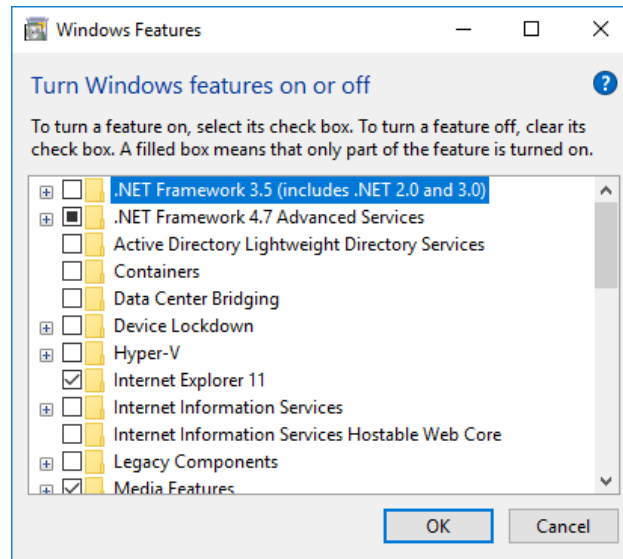 Windows Features
Turn Windows features on or off
?
To turn a feature on, select its check box. To turn a feature off, clear its
check box. A filled box means that only part of the feature is turned on.
.NET Framework 3.5 (includes .NET 2.0 and 3.0)
.NET Framework 4.7 Advanced Services
Active Directory Lightweight Directory Services
Containers
Data Center Bridging
Device Lockdown
Hyper-V
Internet Explorer 11
Internet Information Services
Internet Information Services Hostable Web Core
Legacy Components
Media Features
OK
Cancel